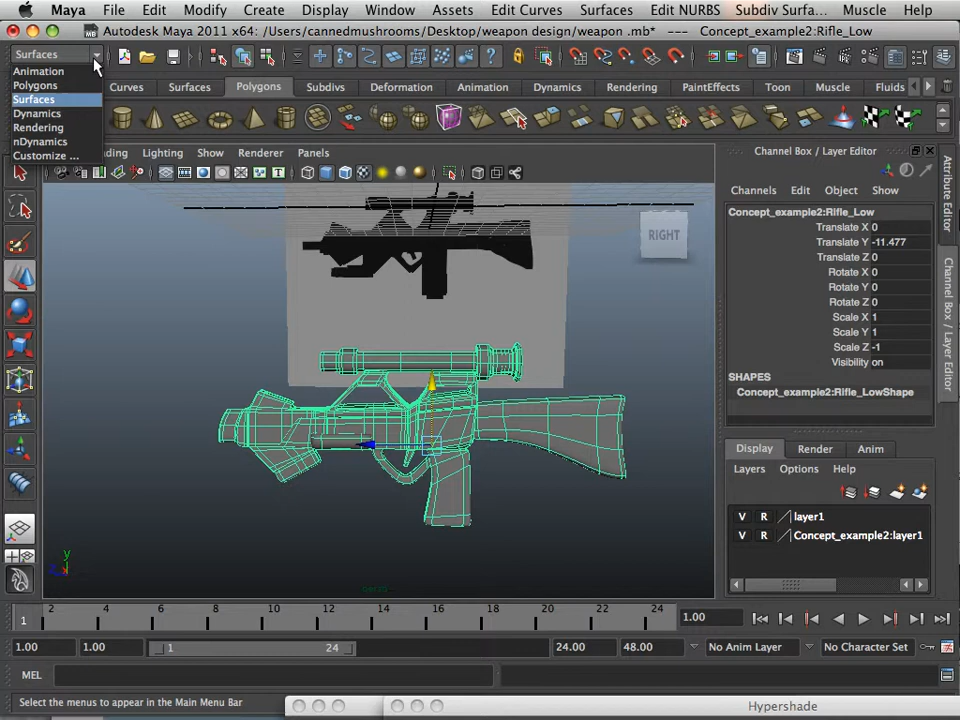 Maya File Edit Modify Create Display Window Assets Edit Curves Surfaces Edit NURBS Subdiv Surfa... Muscle Help
Autodesk Maya 2011 x64: /Users/cannedmushrooms/Desktop/weapon design/weapon .mb* --- Concept_example2:Rifle_Low
Surfaces
Animation
Polygons
Surfaces
Dynamics
Rendering
nDynamics
Customize ...
Curves Surfaces Polygons Subdivs Deformation Animation Dynamics Rendering PaintEffects Toon Muscle Fluids
Lighting Show Renderer Panels
RIGHT
y
Channel Box / Layer Editor
Channels Edit Object Show
Concept_example2:Rifle_Low
Translate X 0
Translate Y -11.477
Translate Z 0
Rotate X 0
Rotate Y 0
Rotate Z 0
Scale X 1
Scale Y 1
Scale Z -1
Visibility on
SHAPES
Concept_example2:Rifle_LowShape
Display Render Anim
Layers Options Help
V R layer1
V R Concept_example2:layer1
Attribute Editor
Channel Box / Layer Editor
1 2 4 6 8 10 12 14 16 18 20 22 24 1.00
1.00 1.00 1 24 24.00 48.00 No Anim Layer No Character Set
MEL
Select the menus to appear in the Main Menu Bar
Hypershade